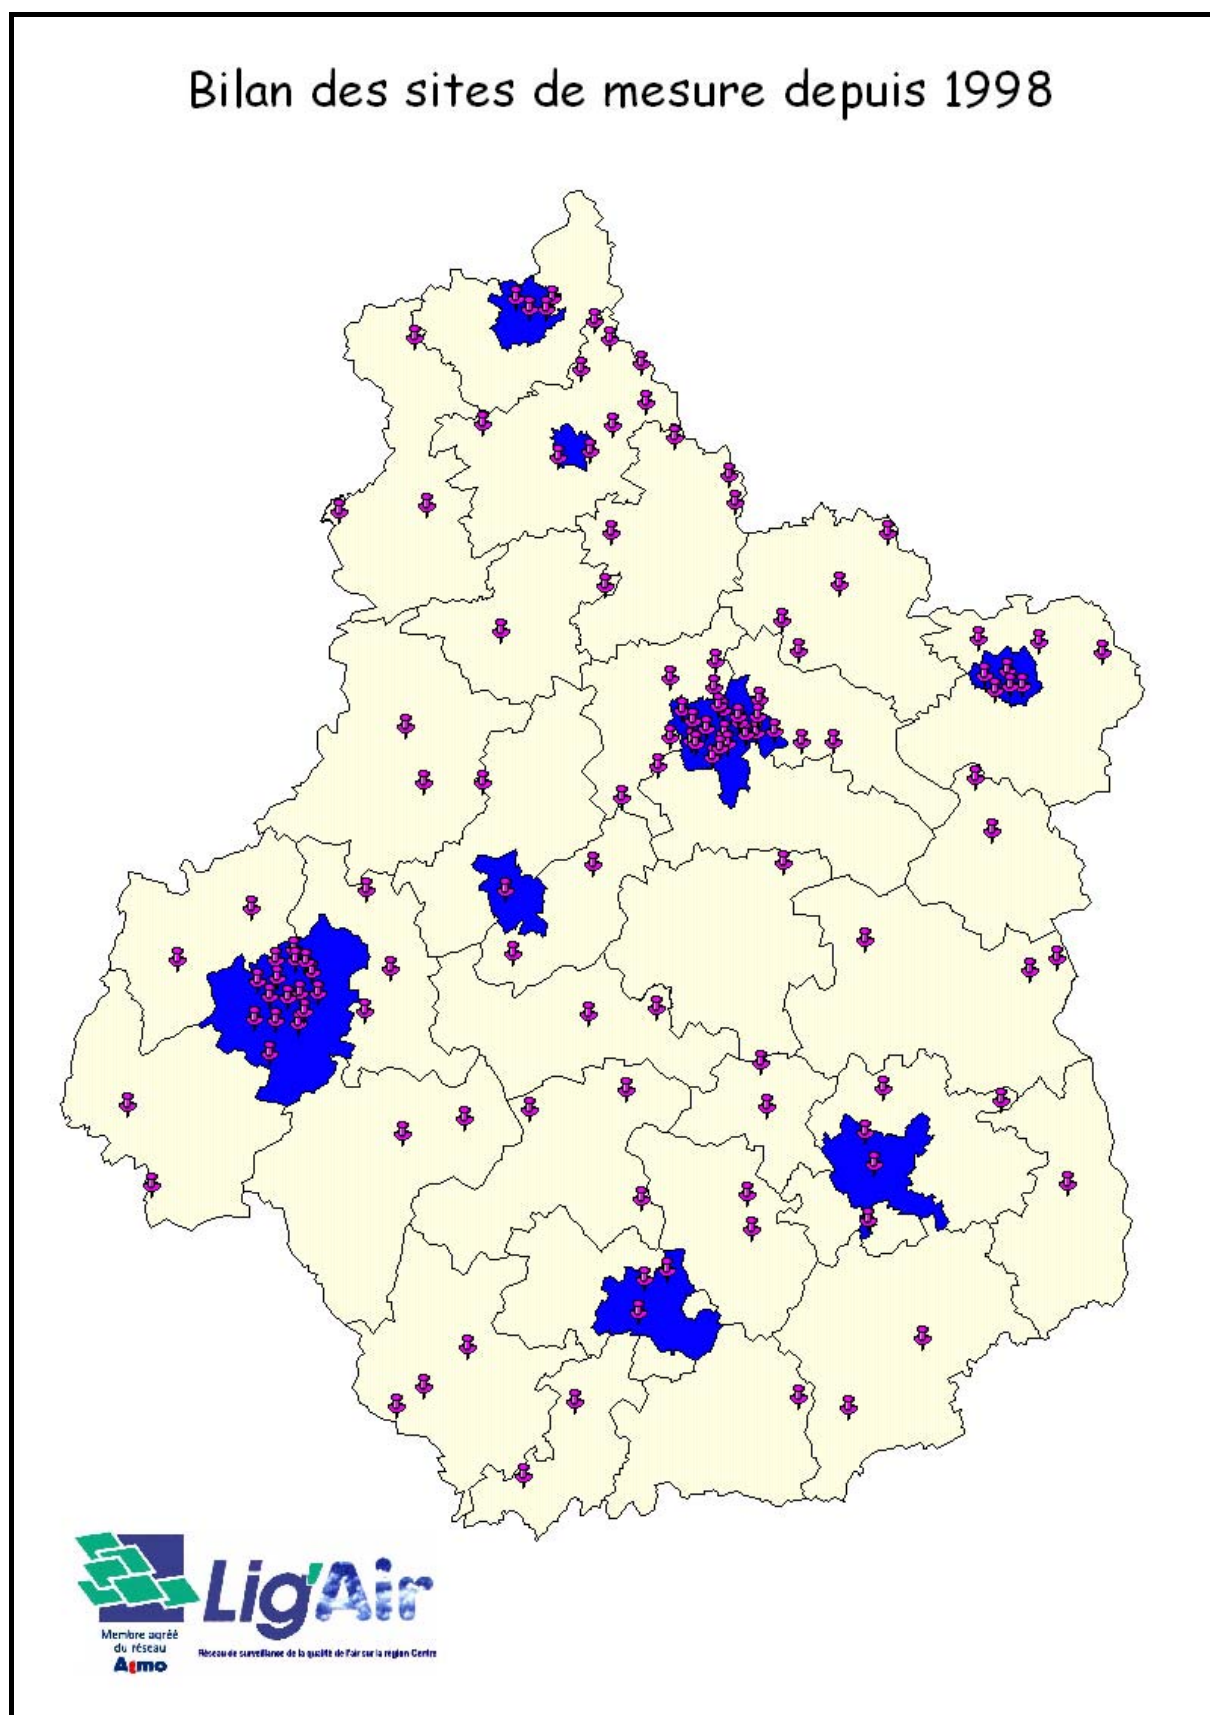 Bilan des sites de mesure depuis 1998
Lig'Air
Membre agréé
du réseau
Atmo
Réseau de surveillance de la qualité de l'air sur la région Centre